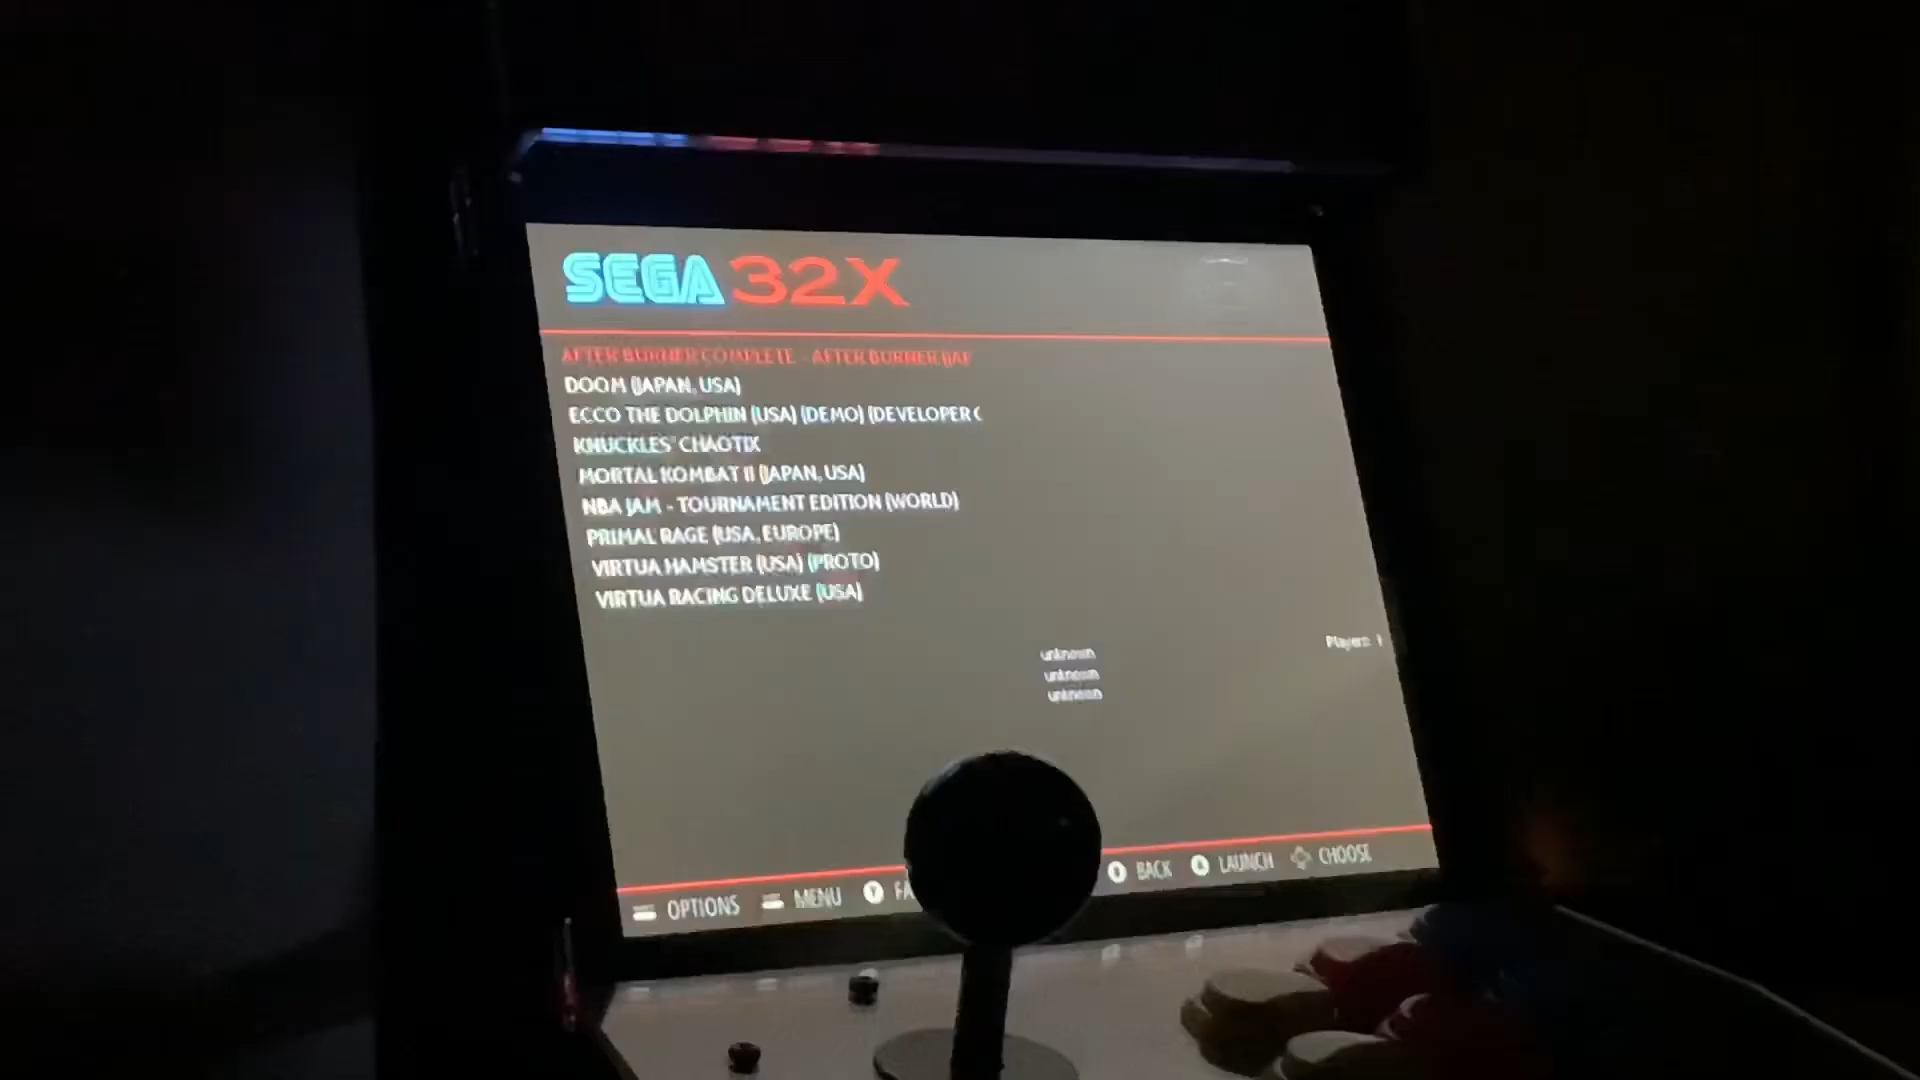 SEGA 32X
AFTER BURNER COMPLETE - AFTER BURNER (JAP
DOOM (JAPAN, USA)
ECCO THE DOLPHIN (USA) (DEMO) (DEVELOPER C
KNUCKLES' CHAOTIX
MORTAL KOMBAT II (JAPAN, USA)
NBA JAM - TOURNAMENT EDITION (WORLD)
PRIMAL RAGE (USA, EUROPE)
VIRTUA HAMSTER (USA) (PROTO)
VIRTUA RACING DELUXE (USA)
unknown
Players 1
unknown
unknown
OPTIONS MENU Y FA BACK LAUNCH CHOOSE